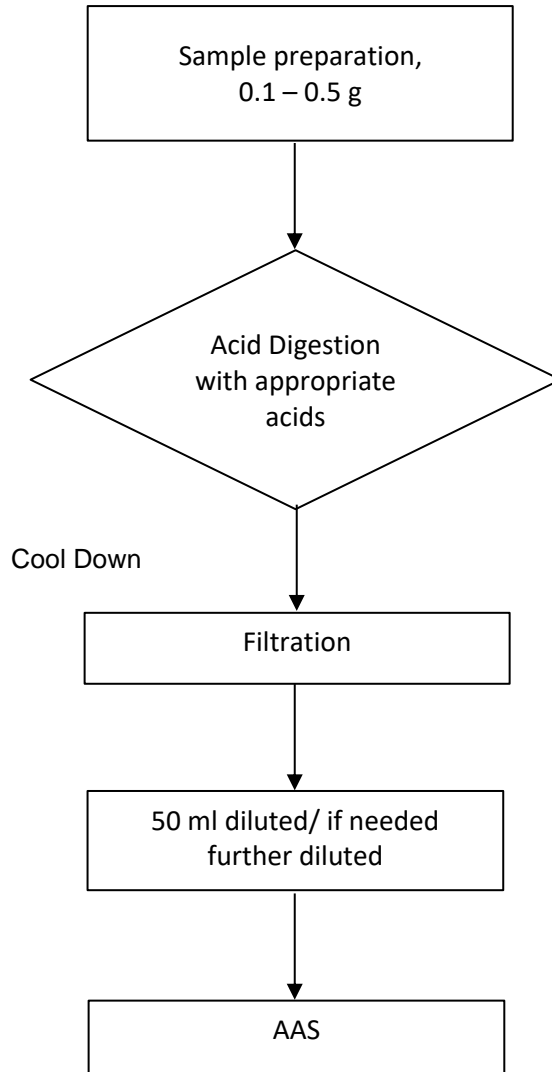 Sample preparation,
0.1 – 0.5 g
Acid Digestion
with appropriate
acids
Cool Down
Filtration
50 ml diluted/ if needed
further diluted
AAS